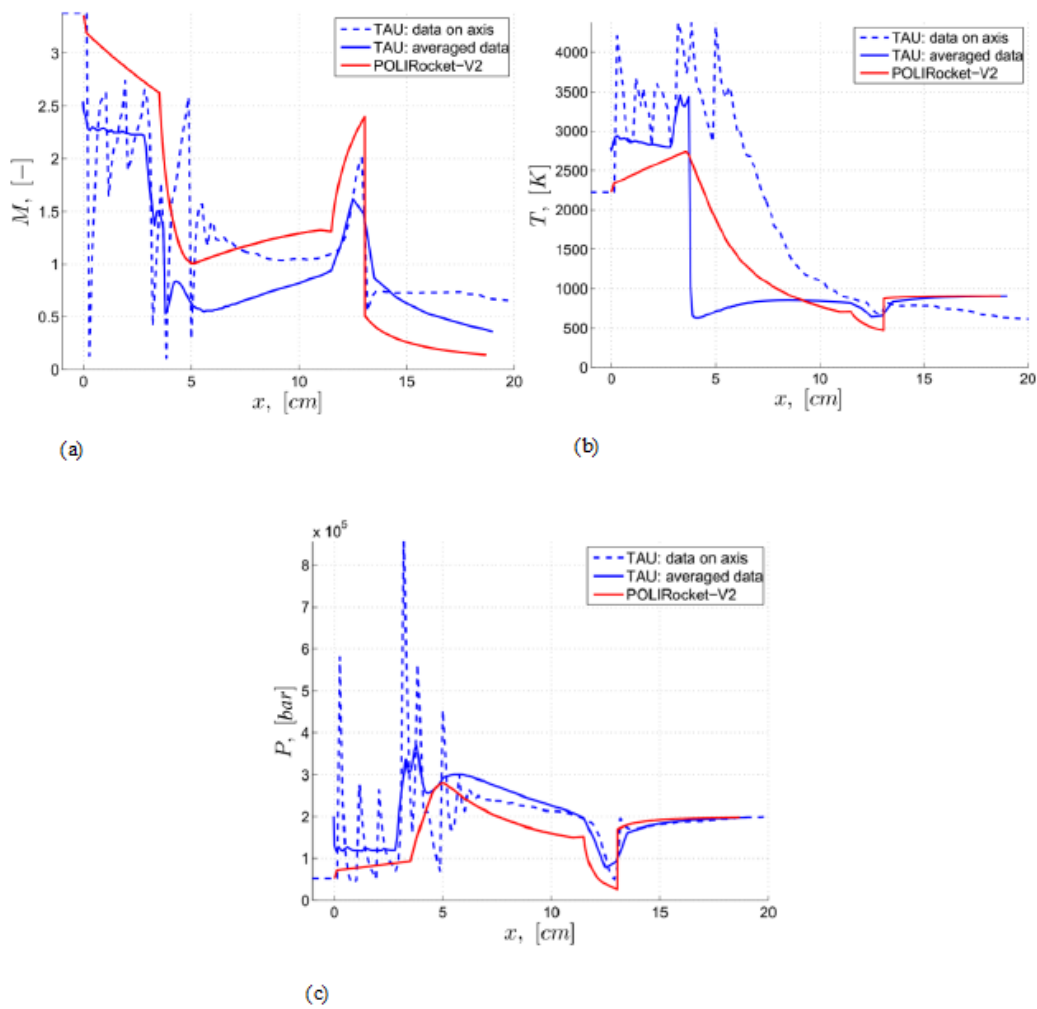 TAU: data on axis
TAU: averaged data
POLIRocket−V2
3
2.5
2
1.5
1
0.5
0
M, [−]
0 5 10 15 20
x, [cm]
(a)
TAU: data on axis
TAU: averaged data
POLIRocket−V2
4000
3500
3000
2500
2000
1500
1000
500
0
T, [K]
0 5 10 15 20
x, [cm]
(b)
x 10⁵
TAU: data on axis
TAU: averaged data
POLIRocket−V2
8
7
6
5
4
3
2
1
0
P, [bar]
0 5 10 15 20
x, [cm]
(c)